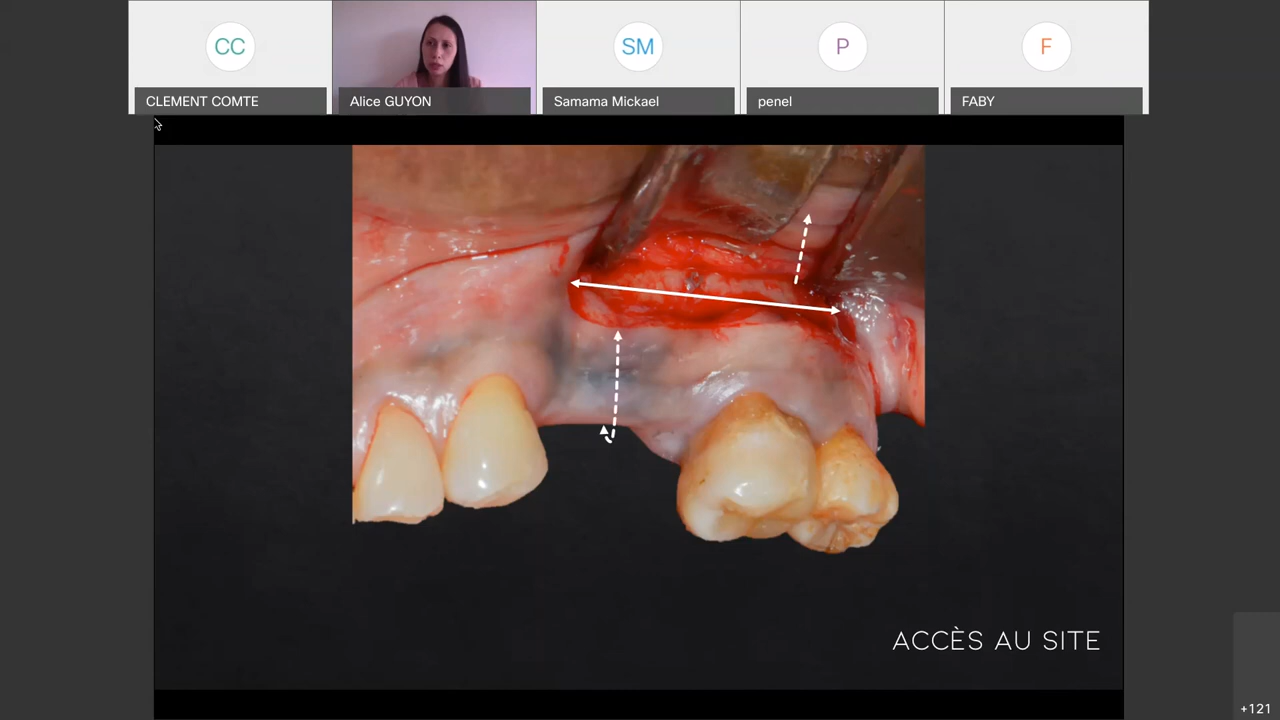 CC
SM
P
F
CLEMENT COMTE
Alice GUYON
Samama Mickael
penel
FABY
ACCÈS AU SITE
+121